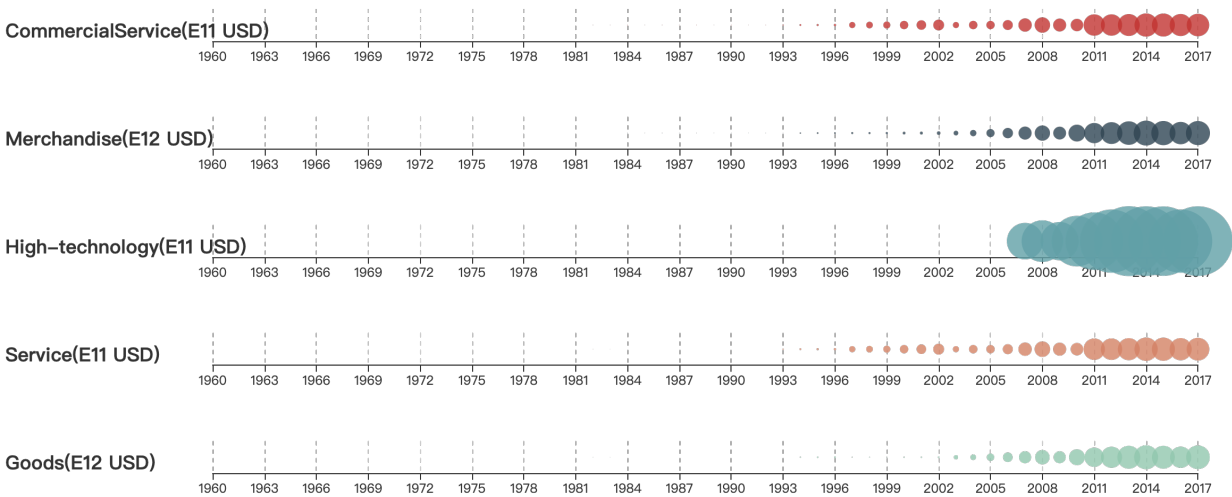 CommercialService(E11 USD)
1960 1963 1966 1969 1972 1975 1978 1981 1984 1987 1990 1993 1996 1999 2002 2005 2008 2011 2014 2017
Merchandise(E12 USD)
1960 1963 1966 1969 1972 1975 1978 1981 1984 1987 1990 1993 1996 1999 2002 2005 2008 2011 2014 2017
High-technology(E11 USD)
1960 1963 1966 1969 1972 1975 1978 1981 1984 1987 1990 1993 1996 1999 2002 2005 2008 2011 2014 2017
Service(E11 USD)
1960 1963 1966 1969 1972 1975 1978 1981 1984 1987 1990 1993 1996 1999 2002 2005 2008 2011 2014 2017
Goods(E12 USD)
1960 1963 1966 1969 1972 1975 1978 1981 1984 1987 1990 1993 1996 1999 2002 2005 2008 2011 2014 2017